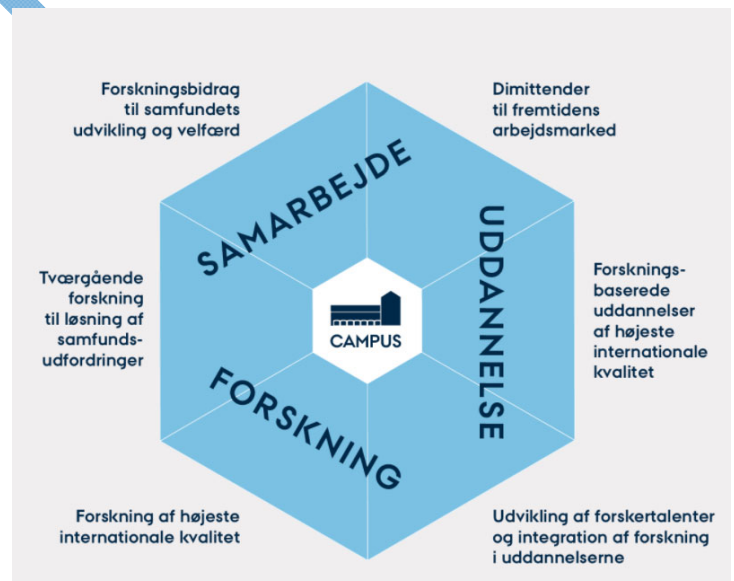 Forskningsbidrag
til samfundets
udvikling og velfærd
Dimittender
til fremtidens
arbejdsmarked
SAMARBEJDE
UDDANNELSE
Tværgående
forskning
til løsning af
samfunds-
udfordringer
CAMPUS
Forsknings-
baserede
uddannelser
af højeste
internationale
kvalitet
FORSKNING
Forskning af højeste
internationale kvalitet
Udvikling af forskertalenter
og integration af forskning
i uddannelserne